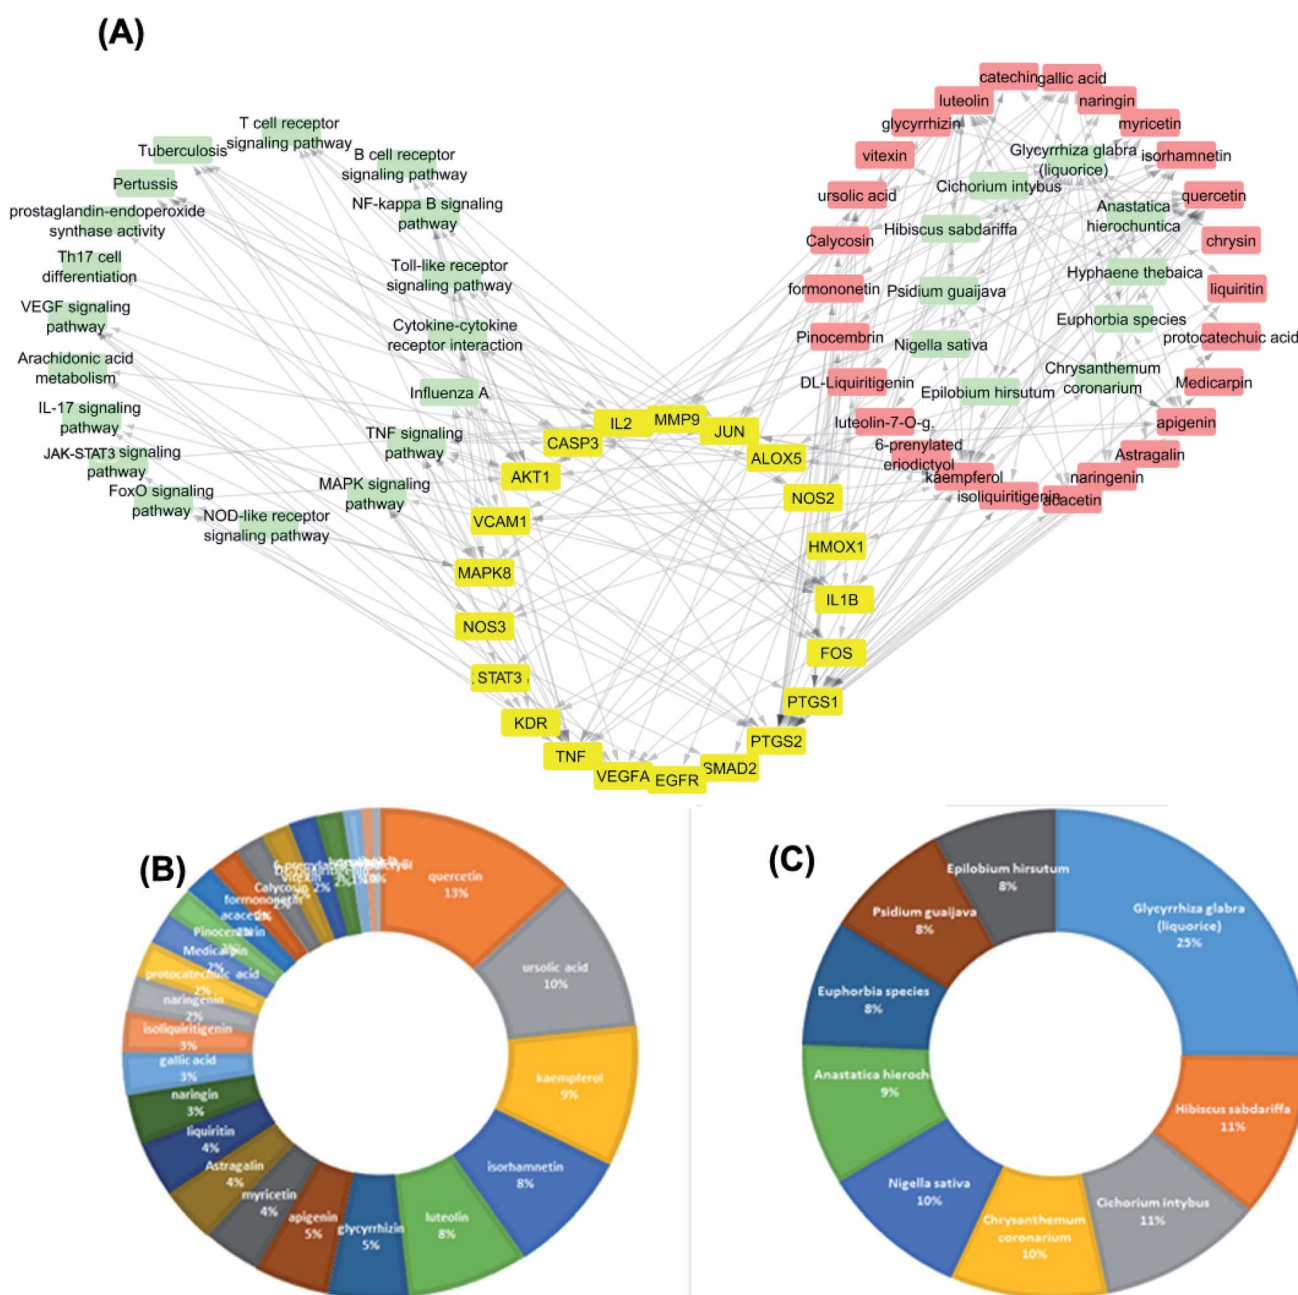 (A)
T cell receptor
signaling pathway
Tuberculosis
B cell receptor
signaling pathway
Pertussis
NF-kappa B signaling
pathway
prostaglandin-endoperoxide
synthase activity
Th17 cell
differentiation
Toll-like receptor
signaling pathway
VEGF signaling
pathway
Cytokine-cytokine
receptor interaction
Arachidonic acid
metabolism
Influenza A
IL-17 signaling
pathway
TNF signaling
pathway
JAK-STAT3 signaling
pathway
MAPK signaling
pathway
FoxO signaling
pathway
NOD-like receptor
signaling pathway
catechin
gallic acid
luteolin
naringin
glycyrrhizin
myricetin
vitexin
isorhamnetin
ursolic acid
quercetin
Calycosin
chrysin
formononetin
liquiritin
Pinocembrin
protocatechuic acid
DL-Liquiritigenin
Medicarpin
luteolin-7-O-g.
apigenin
6-prenylated
eriodictyol
Astragalin
kaempferol
naringenin
isoliquiritigenin
acacetin
Glycyrrhiza glabra
(liquorice)
Cichorium intybus
Anastatica
hierochuntica
Hibiscus sabdariffa
Hyphaene thebaica
Psidium guaijava
Euphorbia species
Nigella sativa
Chrysanthemum
coronarium
Epilobium hirsutum
IL2
MMP9
JUN
CASP3
ALOX5
AKT1
NOS2
VCAM1
HMOX1
MAPK8
IL1B
NOS3
FOS
STAT3
PTGS1
KDR
PTGS2
TNF
SMAD2
VEGFA
EGFR
(B)
quercetin
13%
ursolic acid
10%
kaempferol
9%
isorhamnetin
8%
luteolin
8%
glycyrrhizin
5%
apigenin
5%
myricetin
4%
Astragalin
4%
liquiritin
4%
naringin
3%
gallic acid
3%
isoliquiritigenin
3%
naringenin
2%
protocatechuic acid
2%
Medicarpin
2%
Pinocembrin
2%
acacetin
2%
formononetin
2%
Calycosin
vitexin
2%
(C)
Glycyrrhiza glabra
(liquorice)
25%
Hibiscus sabdariffa
11%
Cichorium intybus
11%
Chrysanthemum
coronarium
10%
Nigella sativa
10%
Anastatica hieroch
9%
Euphorbia species
8%
Psidium guaijava
8%
Epilobium hirsutum
8%